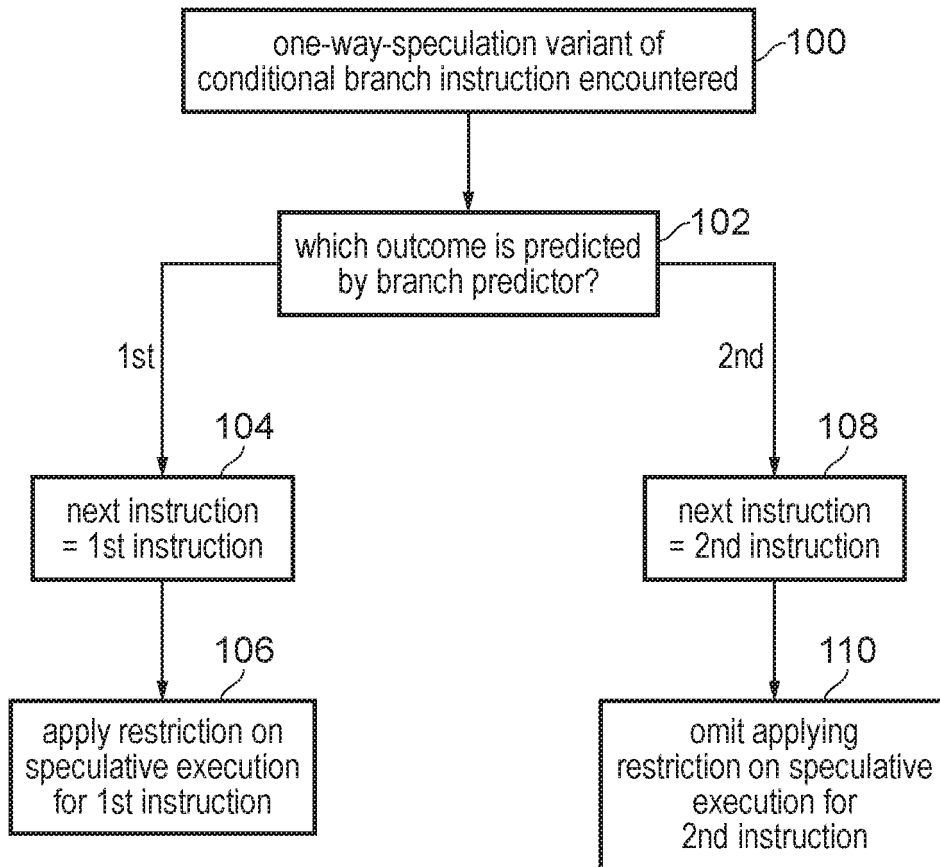 one-way-speculation variant of
conditional branch instruction encountered
100
which outcome is predicted
by branch predictor?
102
1st
2nd
104
next instruction
= 1st instruction
108
next instruction
= 2nd instruction
106
apply restriction on
speculative execution
for 1st instruction
110
omit applying
restriction on speculative
execution for
2nd instruction